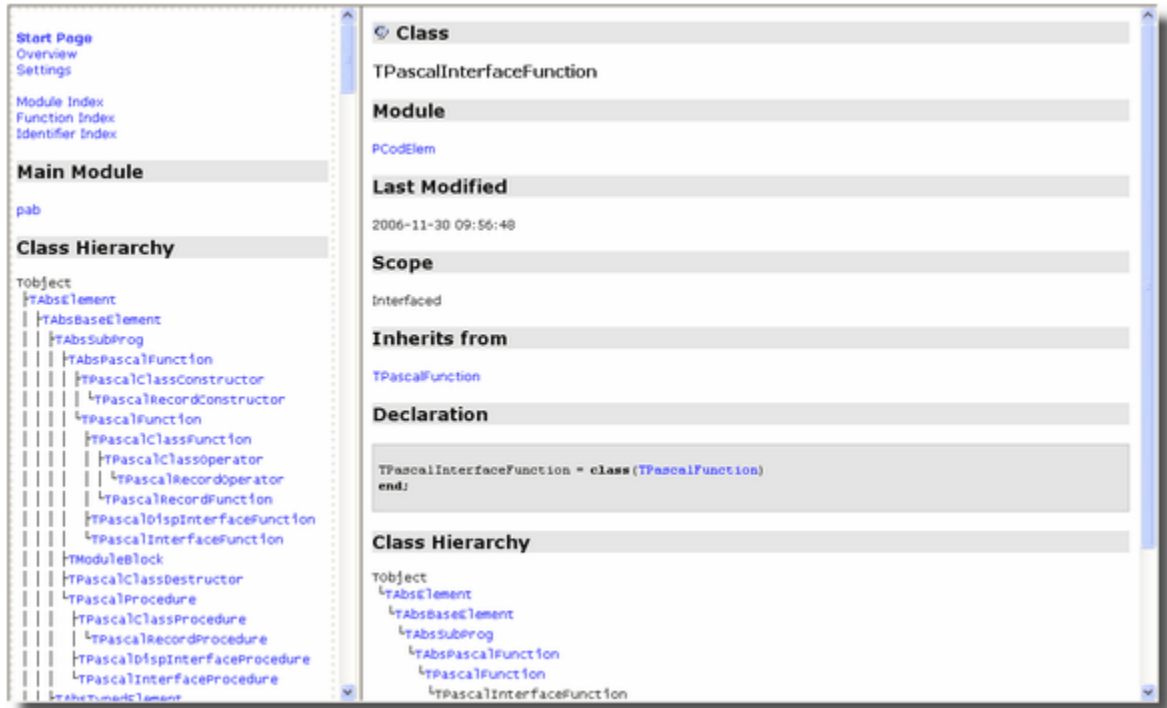 Start Page
Overview
Settings
Module Index
Function Index
Identifier Index
Main Module
pab
Class Hierarchy
TObject
TAbsElement
TAbsBaseElement
TAbsSubProg
TAbsPascalFunction
TPascalClassConstructor
TPascalRecordConstructor
TPascalFunction
TPascalClassFunction
TPascalClassOperator
TPascalRecordOperator
TPascalRecordFunction
TPascalDispInterfaceFunction
TPascalInterfaceFunction
TModuleBlock
TPascalClassDestructor
TPascalProcedure
TPascalClassProcedure
TPascalRecordProcedure
TPascalDispInterfaceProcedure
TPascalInterfaceProcedure
TAbsTypedElement
Class
TPascalInterfaceFunction
Module
PCodElem
Last Modified
2006-11-30 09:56:48
Scope
Interfaced
Inherits from
TPascalFunction
Declaration
TPascalInterfaceFunction = class(TPascalFunction)
end;
Class Hierarchy
TObject
TAbsElement
TAbsBaseElement
TAbsSubProg
TAbsPascalFunction
TPascalFunction
TPascalInterfaceFunction